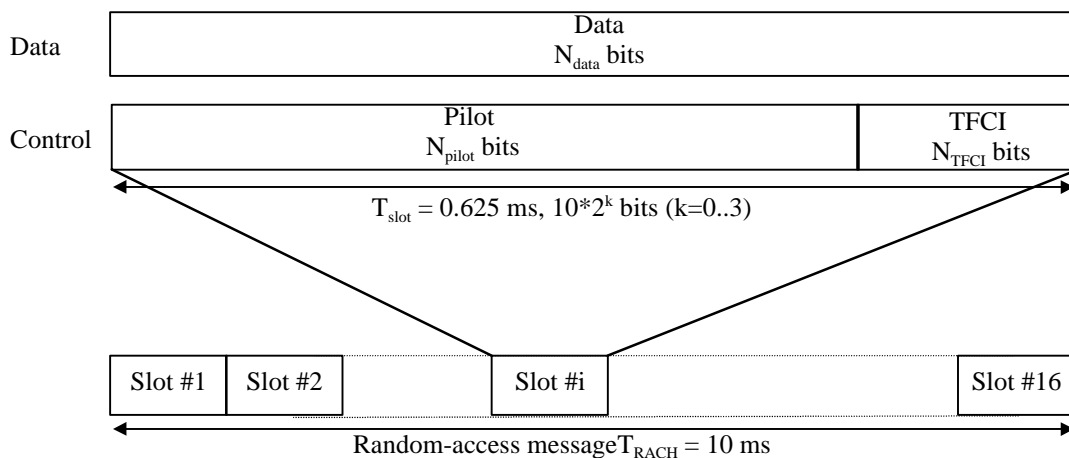 Data
Data
N_data bits
Control
Pilot
N_pilot bits
TFCI
N_TFCI bits
T_slot = 0.625 ms, 10*2^k bits (k=0..3)
Slot #1
Slot #2
Slot #i
Slot #16
Random-access messageT_RACH = 10 ms